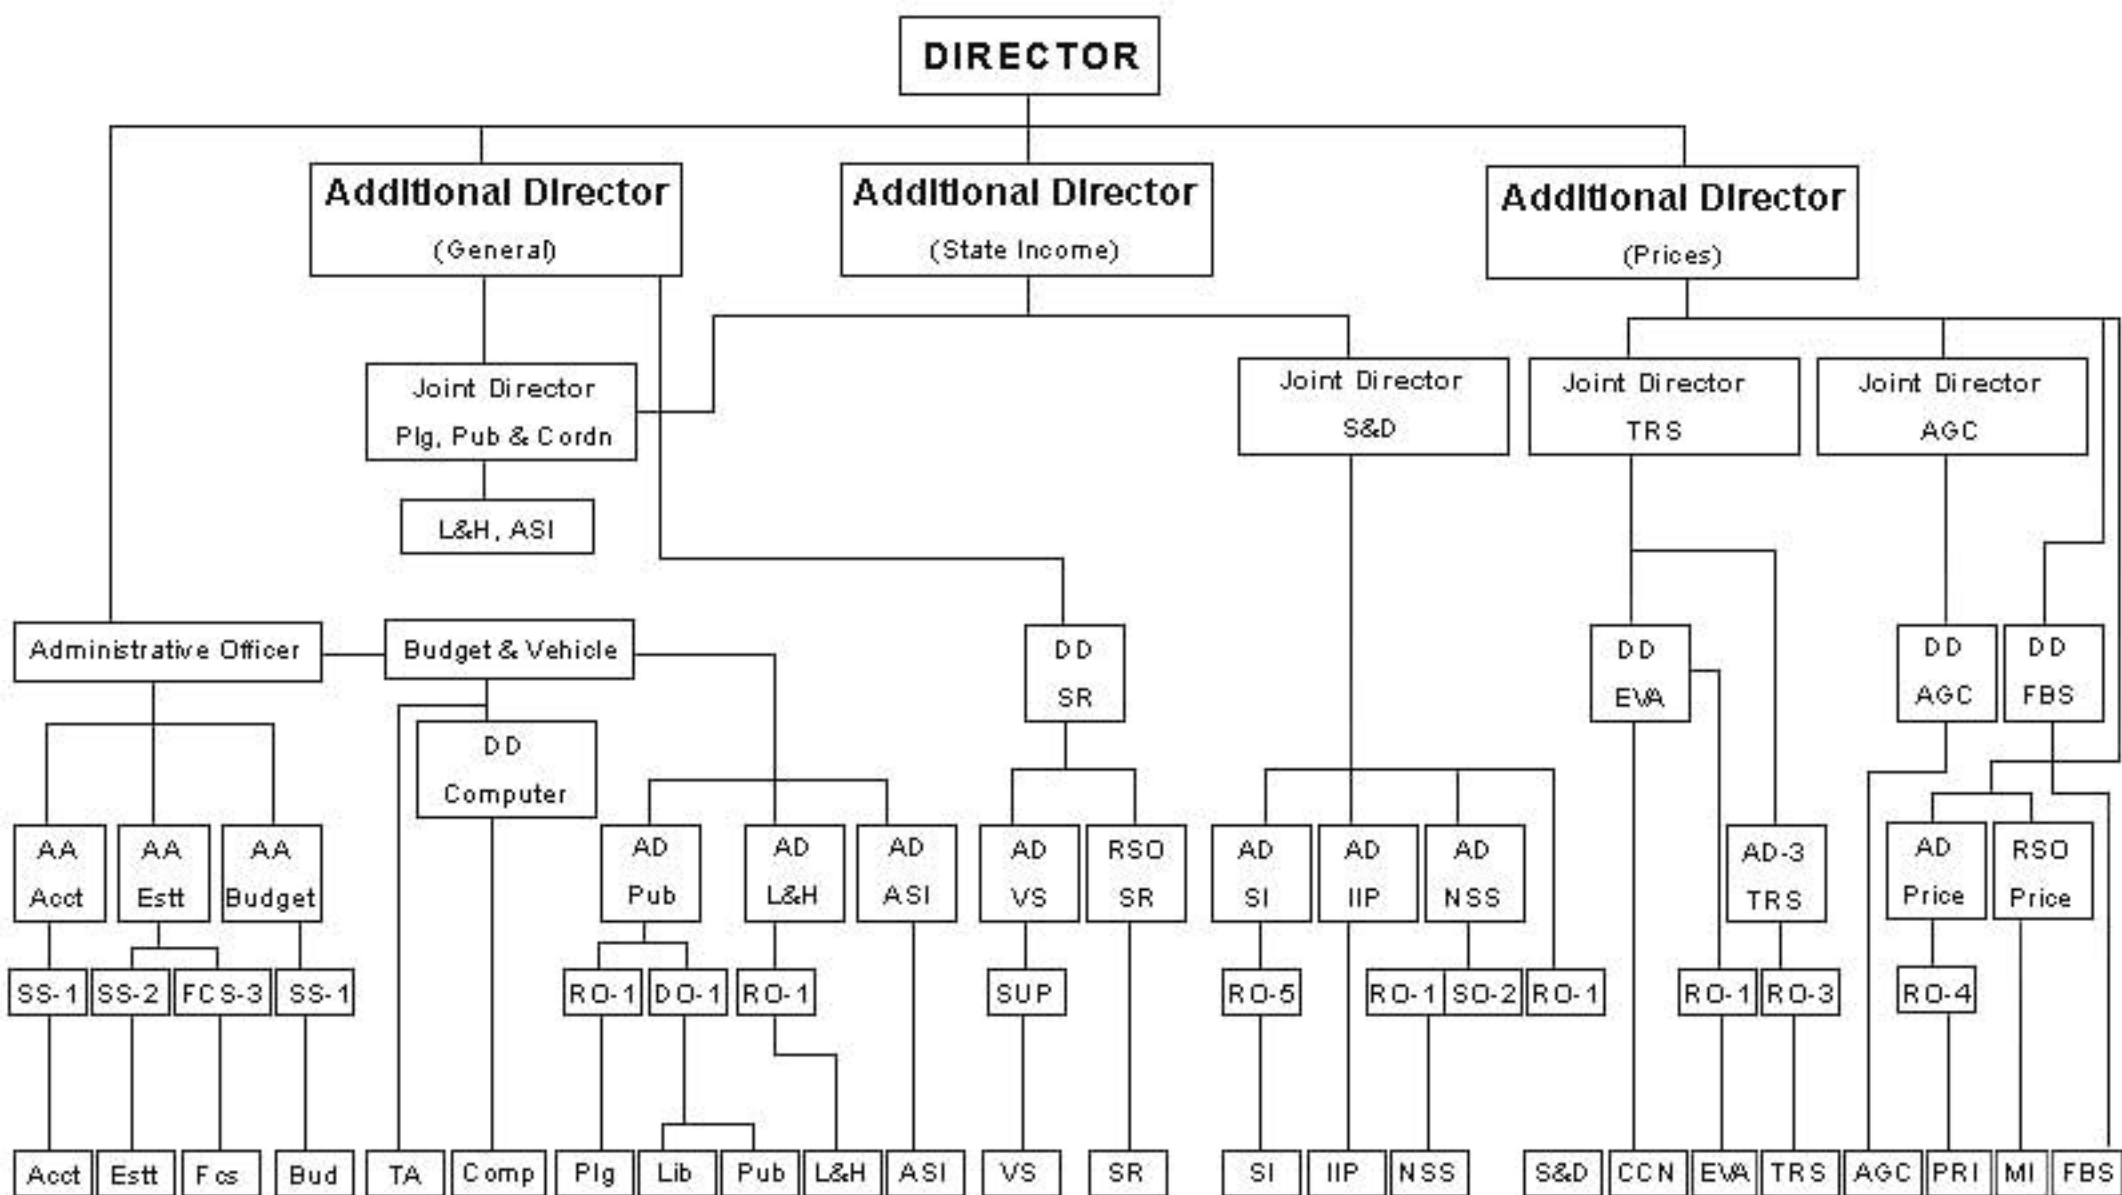 DIRECTOR
Additional Director
(General)
Additional Director
(State Income)
Additional Director
(Prices)
Joint Director
Plg, Pub & Cordn
Joint Director
S&D
Joint Director
TRS
Joint Director
AGC
L&H, ASI
Administrative Officer
Budget & Vehicle
DD
SR
DD
EVA
DD
AGC
DD
FBS
DD
Computer
AA
Acct
AA
Estt
AA
Budget
AD
Pub
AD
L&H
AD
ASI
AD
VS
RSO
SR
AD
SI
AD
IIP
AD
NSS
AD-3
TRS
AD
Price
RSO
Price
SS-1
SS-2
FCS-3
SS-1
RO-1
DO-1
RO-1
SUP
RO-5
RO-1
SO-2
RO-1
RO-1
RO-3
RO-4
Acct
Estt
Fcs
Bud
TA
Comp
Plg
Lib
Pub
L&H
ASI
VS
SR
SI
IIP
NSS
S&D
CCN
EVA
TRS
AGC
PRI
MI
FBS